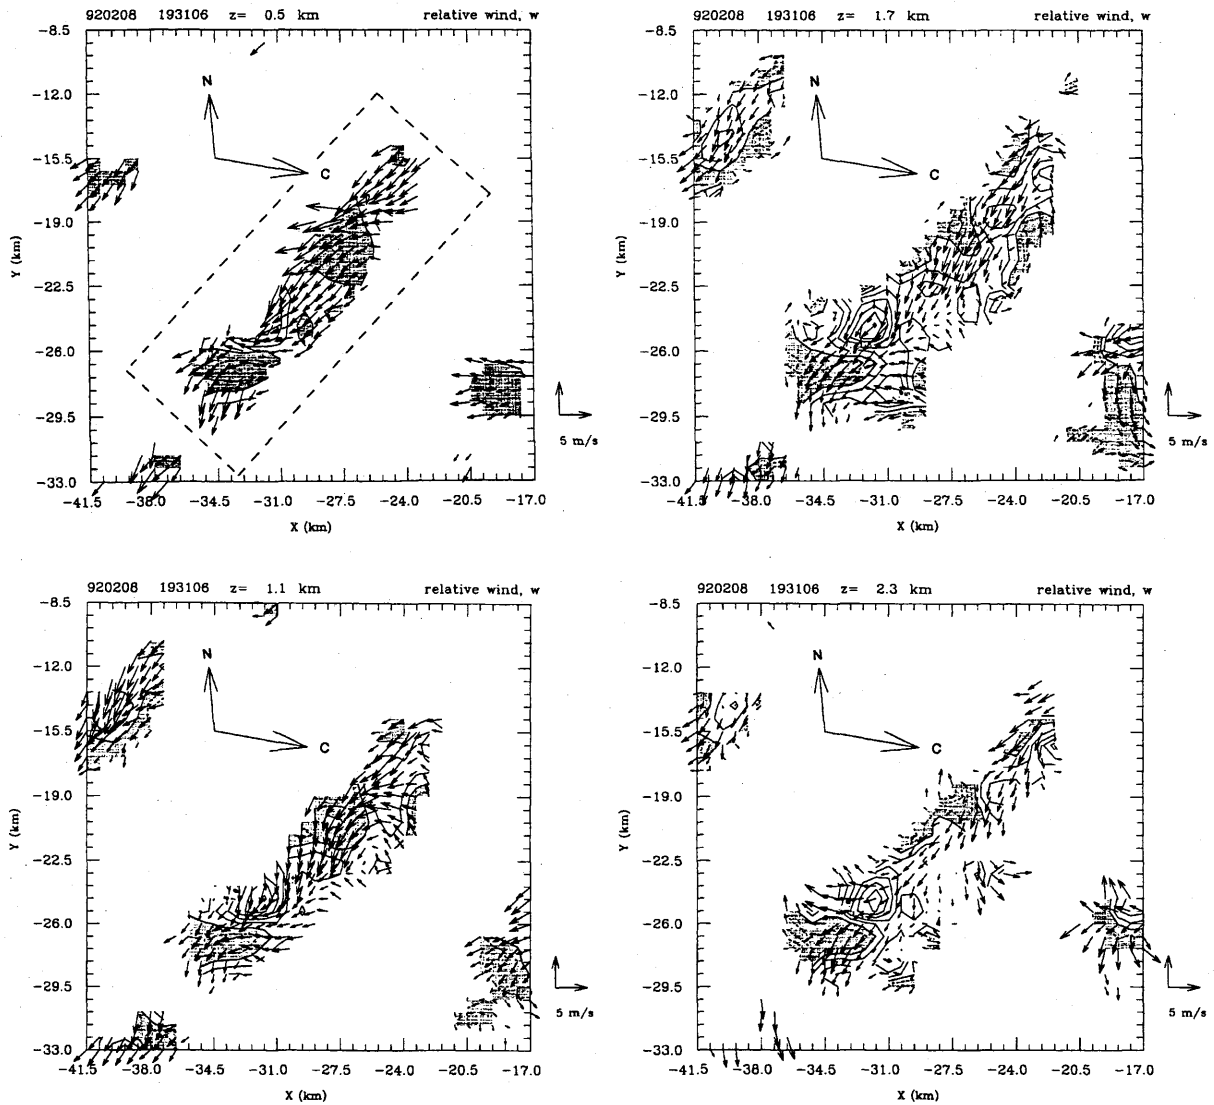 920208 193106 z= 0.5 km relative wind, w
-8.5
-12.0
-15.5
-19.0
-22.5
-26.0
-29.5
-33.0
Y (km)
N
C
5 m/s
-41.5 -38.0 -34.5 -31.0 -27.5 -24.0 -20.5 -17.0
X (km)
920208 193106 z= 1.7 km relative wind, w
-8.5
-12.0
-15.5
-19.0
-22.5
-26.0
-29.5
-33.0
Y (km)
N
C
5 m/s
-41.5 -38.0 -34.5 -31.0 -27.5 -24.0 -20.5 -17.0
X (km)
920208 193106 z= 1.1 km relative wind, w
-8.5
-12.0
-15.5
-19.0
-22.5
-26.0
-29.5
-33.0
Y (km)
N
C
5 m/s
-41.5 -38.0 -34.5 -31.0 -27.5 -24.0 -20.5 -17.0
X (km)
920208 193106 z= 2.3 km relative wind, w
-8.5
-12.0
-15.5
-19.0
-22.5
-26.0
-29.5
-33.0
Y (km)
N
C
5 m/s
-41.5 -38.0 -34.5 -31.0 -27.5 -24.0 -20.5 -17.0
X (km)